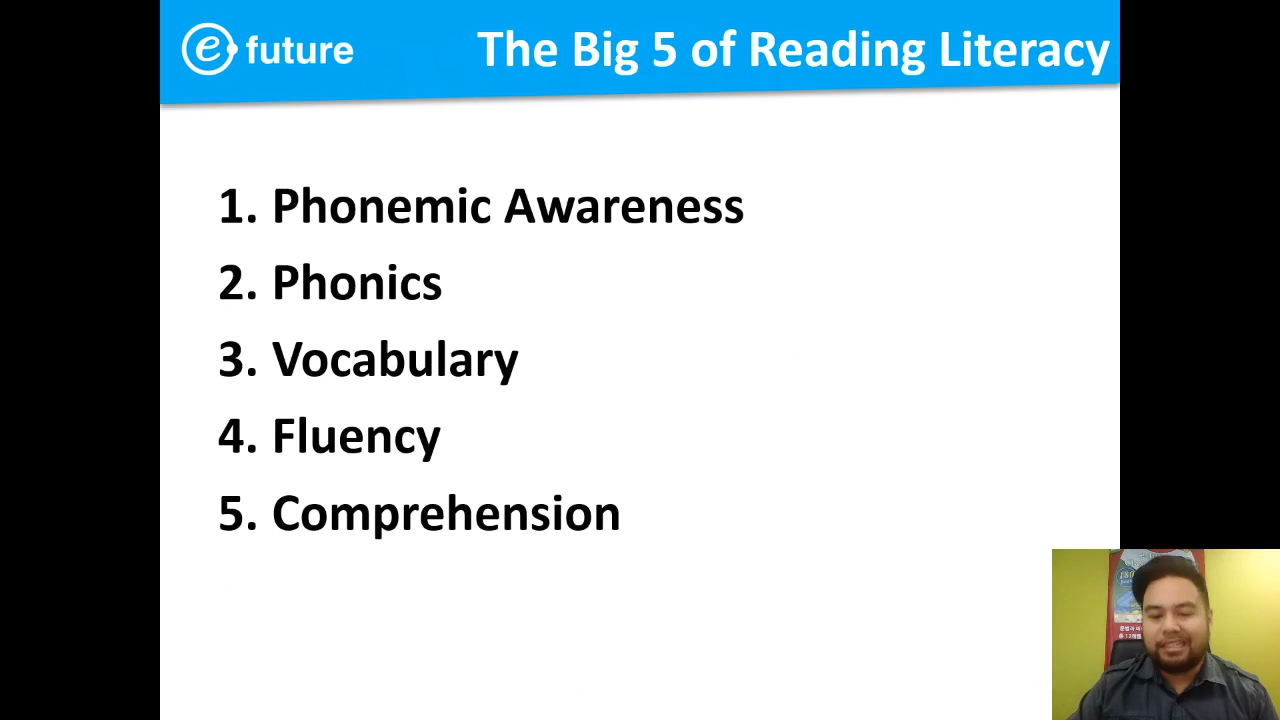 e future
The Big 5 of Reading Literacy
1. Phonemic Awareness
2. Phonics
3. Vocabulary
4. Fluency
5. Comprehension